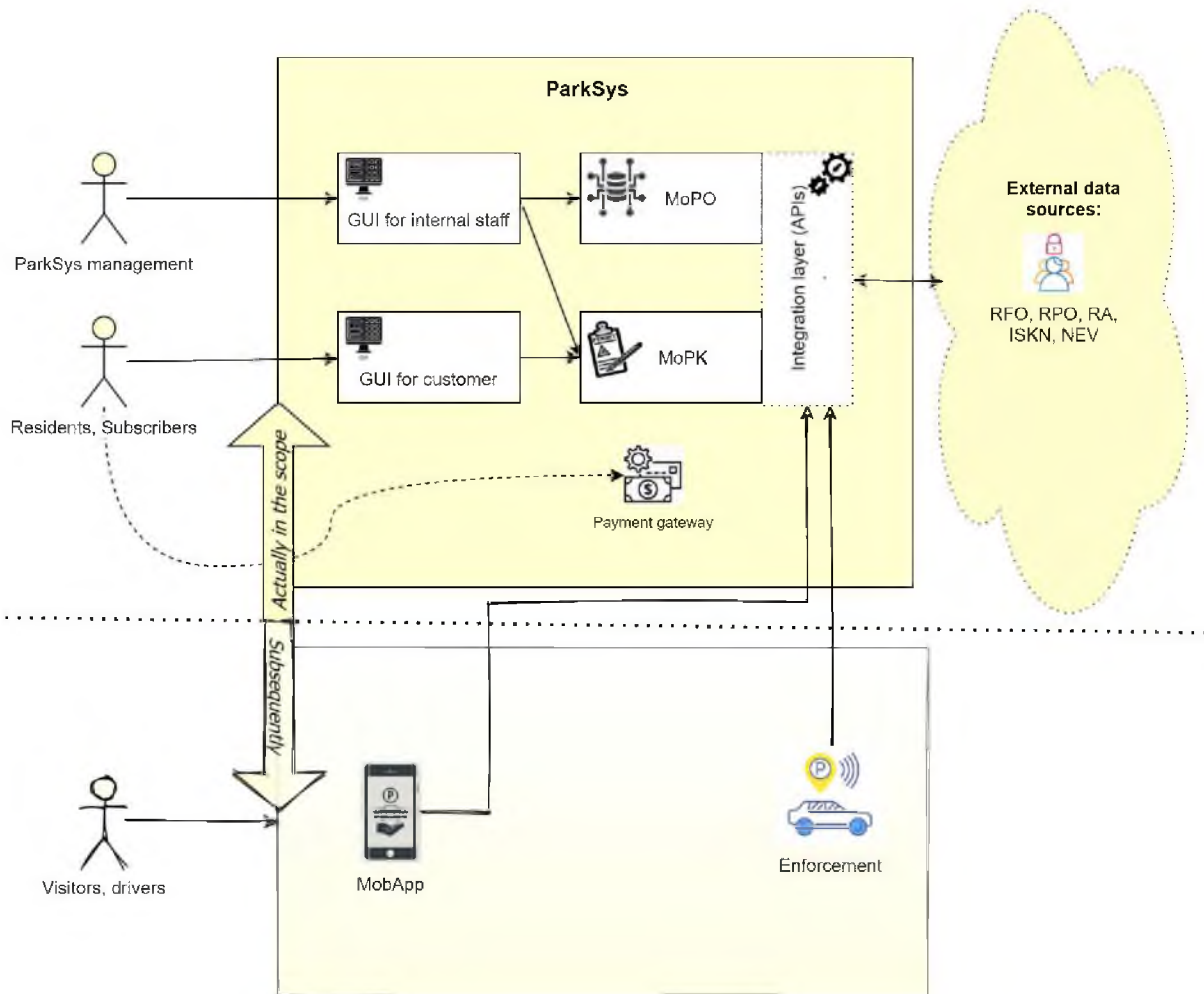 ParkSys
ParkSys management
GUI for internal staff
MoPO
Integration layer (APIs)
External data
sources:
RFO, RPO, RA,
ISKN, NEV
Residents, Subscribers
GUI for customer
MoPK
Actually in the scope
Payment gateway
Subsequently
Visitors, drivers
P
MobApp
P
Enforcement